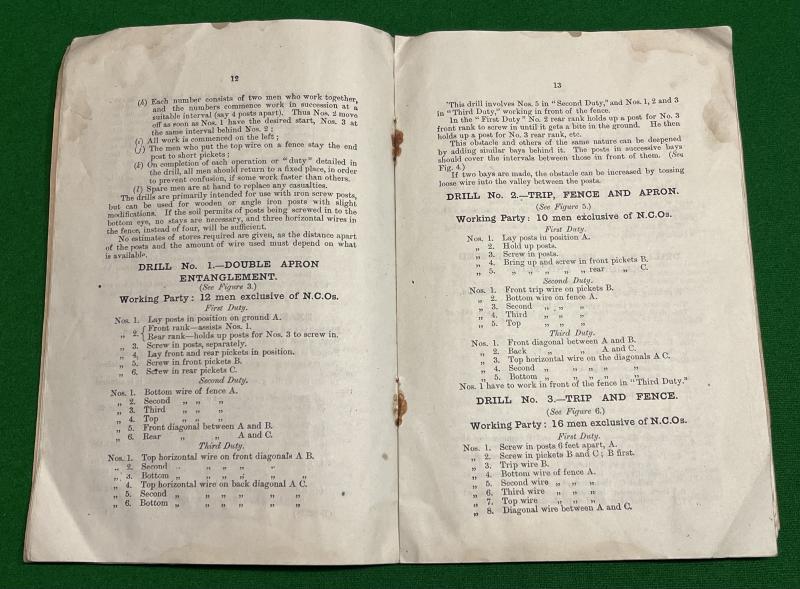 12
(h) Each number consists of two men who work together,
and the numbers commence work in succession at a
suitable interval (say 4 posts apart). Thus Nos. 2 move
off as soon as Nos. 1 have the desired start, Nos. 3 at
the same interval behind Nos. 2;
(i) All work is commenced on the left;
(j) The men who put the top wire on a fence stay the end
post to short pickets;
(k) On completion of each operation or "duty" detailed in
the drill, all men should return to a fixed place, in order
to prevent confusion, if some work faster than others.
(l) Spare men are at hand to replace any casualties.
The drills are primarily intended for use with iron screw posts,
but can be used for wooden or angle iron posts with slight
modifications. If the soil permits of posts being screwed in to the
bottom eye, no stays are necessary, and three horizontal wires in
the fence, instead of four, will be sufficient.
No estimates of stores required are given, as the distance apart
of the posts and the amount of wire used must depend on what
is available.
DRILL No. 1.—DOUBLE APRON
ENTANGLEMENT.
(See Figure 3.)
Working Party: 12 men exclusive of N.C.Os.
First Duty.
Nos. 1. Lay posts in position on ground A.
„ 2. { Front rank—assists Nos. 1.
Rear rank—holds up posts for Nos. 3 to screw in.
„ 3. Screw in posts, separately.
„ 4. Lay front and rear pickets in position.
„ 5. Screw in front pickets B.
„ 6. Screw in rear pickets C.
Second Duty.
Nos. 1. Bottom wire of fence A.
„ 2. Second „ „ „
„ 3. Third „ „ „
„ 4. Top „ „ „
„ 5. Front diagonal between A and B.
„ 6. Rear „ „ A and C.
Third Duty.
Nos. 1. Top horizontal wire on front diagonals A B.
„ 2. Second „ „ „ „ „
„ 3. Bottom „ „ „ „ „
„ 4. Top horizontal wire on back diagonal A C.
„ 5. Second „ „ „ „ „
„ 6. Bottom „ „ „ „ „
13
This drill involves Nos. 5 in "Second Duty," and Nos. 1, 2 and 3
in "Third Duty," working in front of the fence.
In the "First Duty" No. 2 rear rank holds up a post for No. 3
front rank to screw in until it gets a bite in the ground. He then
holds up a post for No. 3 rear rank, etc.
This obstacle and others of the same nature can be deepened
by adding similar bays behind it. The posts in successive bays
should cover the intervals between those in front of them. (See
Fig. 4.)
If two bays are made, the obstacle can be increased by tossing
loose wire into the valley between the posts.
DRILL No. 2.—TRIP, FENCE AND APRON.
(See Figure 5.)
Working Party: 10 men exclusive of N.C.Os.
First Duty.
Nos. 1. Lay posts in position A.
„ 2. Hold up posts.
„ 3. Screw in posts.
„ 4. Bring up and screw in front pickets B.
„ 5. „ „ „ „ „ rear „ C.
Second Duty.
Nos. 1. Front trip wire on pickets B.
„ 2. Bottom wire on fence A.
„ 3. Second „ „ „
„ 4. Third „ „ „
„ 5. Top „ „ „
Third Duty.
Nos. 1. Front diagonal between A and B.
„ 2. Back „ „ A and C.
„ 3. Top horizontal wire on the diagonals A C.
„ 4. Second „ „ „ „ „
„ 5. Bottom „ „ „ „ „
Nos. 1 have to work in front of the fence in "Third Duty."
DRILL No. 3.—TRIP AND FENCE.
(See Figure 6.)
Working Party: 16 men exclusive of N.C.Os.
First Duty.
Nos. 1. Screw in posts 6 feet apart, A.
„ 2. Screw in pickets B and C; B first.
„ 3. Trip wire B.
„ 4. Bottom wire of fence A.
„ 5. Second wire „ „ „
„ 6. Third wire „ „ „
„ 7. Top wire „ „ „
„ 8. Diagonal wire between A and C.